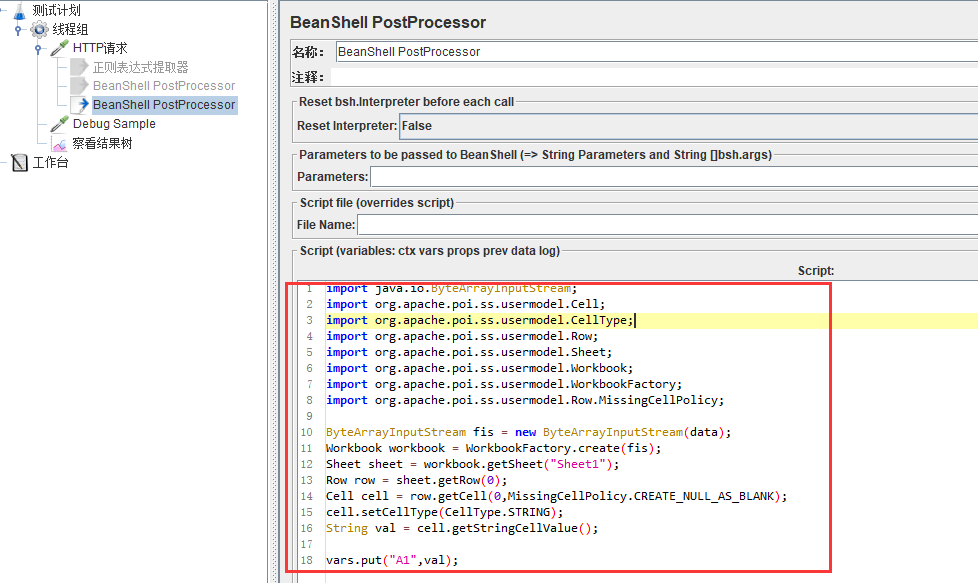 测试计划
线程组
HTTP请求
正则表达式提取器
BeanShell PostProcessor
BeanShell PostProcessor
Debug Sample
察看结果树
工作台
BeanShell PostProcessor
名称: BeanShell PostProcessor
注释:
Reset bsh.Interpreter before each call
Reset Interpreter: False
Parameters to be passed to BeanShell (=> String Parameters and String []bsh.args)
Parameters:
Script file (overrides script)
File Name:
Script (variables: ctx vars props prev data log)
Script:
1 import java.io.ByteArrayInputStream;
2 import org.apache.poi.ss.usermodel.Cell;
3 import org.apache.poi.ss.usermodel.CellType;
4 import org.apache.poi.ss.usermodel.Row;
5 import org.apache.poi.ss.usermodel.Sheet;
6 import org.apache.poi.ss.usermodel.Workbook;
7 import org.apache.poi.ss.usermodel.WorkbookFactory;
8 import org.apache.poi.ss.usermodel.Row.MissingCellPolicy;
9
10 ByteArrayInputStream fis = new ByteArrayInputStream(data);
11 Workbook workbook = WorkbookFactory.create(fis);
12 Sheet sheet = workbook.getSheet("Sheet1");
13 Row row = sheet.getRow(0);
14 Cell cell = row.getCell(0,MissingCellPolicy.CREATE_NULL_AS_BLANK);
15 cell.setCellType(CellType.STRING);
16 String val = cell.getStringCellValue();
17
18 vars.put("A1",val);